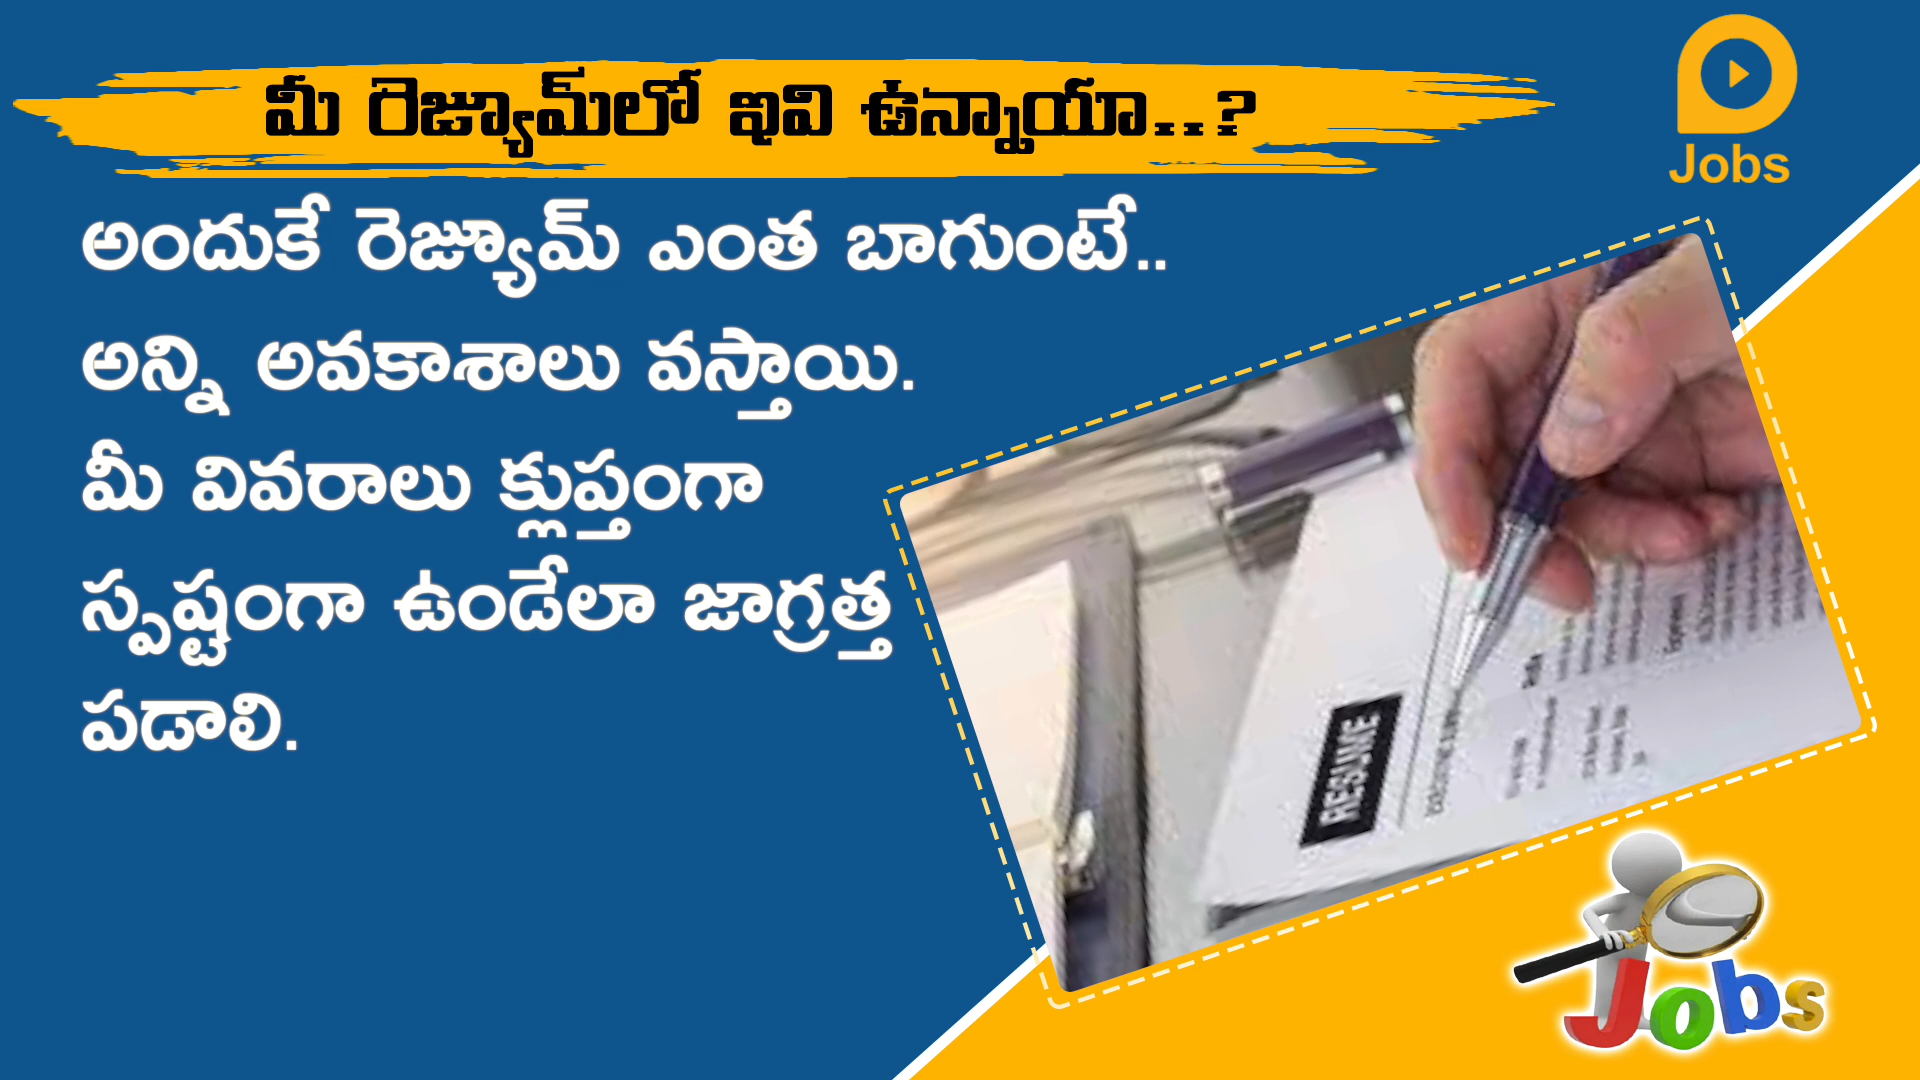 మీ రెజ్యూమ్‌లో ఇవి ఉన్నాయా..?
Jobs
అందుకే రెజ్యూమ్ ఎంత బాగుంటే..
అన్ని అవకాశాలు వస్తాయి.
మీ వివరాలు క్లుప్తంగా
స్పష్టంగా ఉండేలా జాగ్రత్త
పడాలి.
RESUME
Jobs